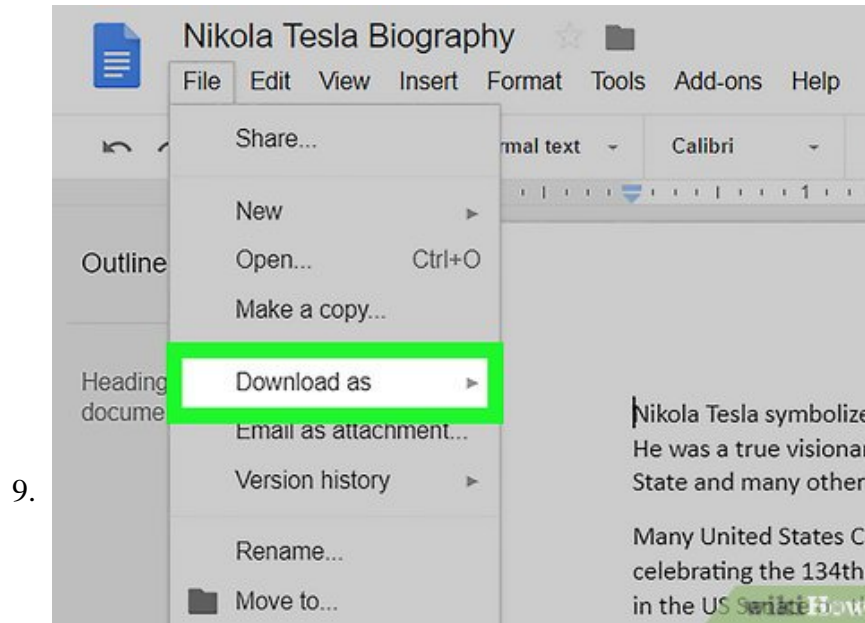 Nikola Tesla Biography
File Edit View Insert Format Tools Add-ons Help
Share...
rmal text
Calibri
1
New
Outline
Open... Ctrl+O
Make a copy...
Heading
docume
Download as
Email as attachment...
Version history
Rename...
Move to...
Nikola Tesla symbolize
He was a true visionar
State and many other
Many United States C
celebrating the 134th
in the US
wikiHow
9.